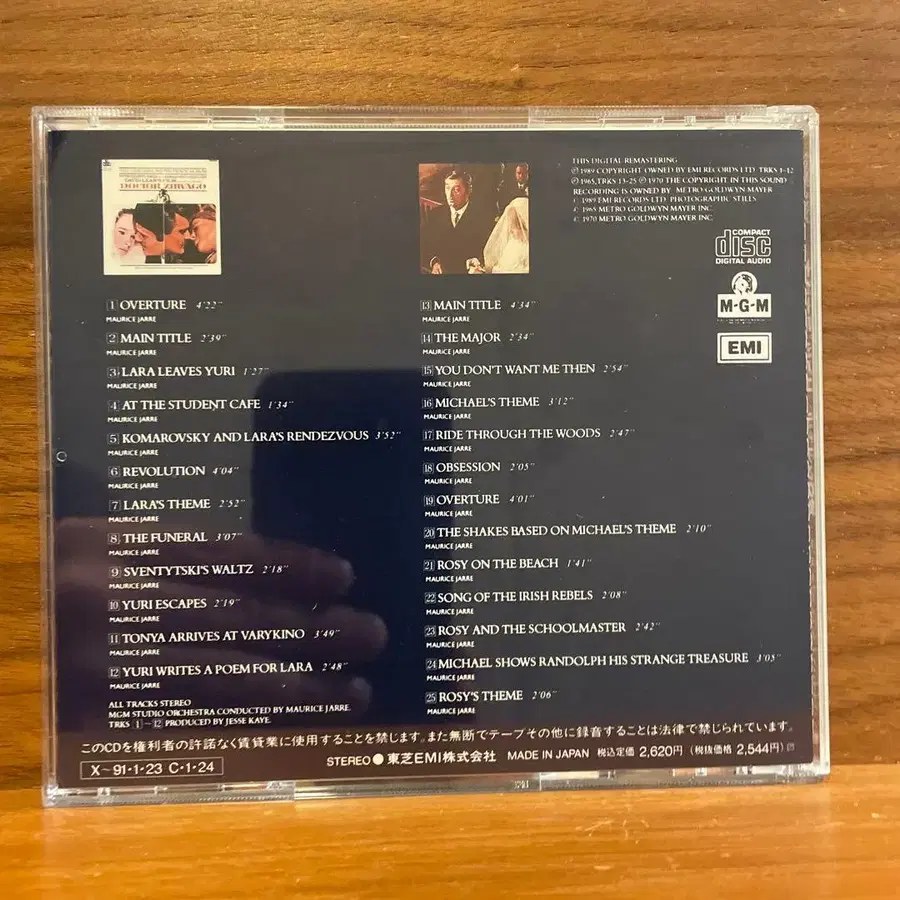 THIS DIGITAL REMASTERING
Ⓟ 1989 COPYRIGHT OWNED BY EMI RECORDS LTD TRKS 1-12
Ⓟ 1965, TRKS 13-25 Ⓟ 1970 THE COPYRIGHT IN THIS SOUND
RECORDING IS OWNED BY METRO GOLDWYN MAYER
© 1989 EMI RECORDS LTD PHOTOGRAPHIC STILLS
© 1965 METRO GOLDWYN MAYER INC
© 1970 METRO GOLDWYN MAYER INC.
COMPACT
disc
DIGITAL AUDIO
M-G-M
EMI
1 OVERTURE 4'22"
MAURICE JARRE
2 MAIN TITLE 2'39"
MAURICE JARRE
3 LARA LEAVES YURI 1'27"
MAURICE JARRE
4 AT THE STUDENT CAFE 1'34"
MAURICE JARRE
5 KOMAROVSKY AND LARA'S RENDEZVOUS 3'52"
MAURICE JARRE
6 REVOLUTION 4'04"
MAURICE JARRE
7 LARA'S THEME 2'52"
MAURICE JARRE
8 THE FUNERAL 3'07"
MAURICE JARRE
9 SVENTYTSKI'S WALTZ 2'18"
MAURICE JARRE
10 YURI ESCAPES 2'19"
MAURICE JARRE
11 TONYA ARRIVES AT VARYKINO 3'49"
MAURICE JARRE
12 YURI WRITES A POEM FOR LARA 2'48"
MAURICE JARRE
13 MAIN TITLE 4'34"
MAURICE JARRE
14 THE MAJOR 2'34"
MAURICE JARRE
15 YOU DON'T WANT ME THEN 2'54"
MAURICE JARRE
16 MICHAEL'S THEME 3'12"
MAURICE JARRE
17 RIDE THROUGH THE WOODS 2'47"
MAURICE JARRE
18 OBSESSION 2'05"
MAURICE JARRE
19 OVERTURE 4'01"
MAURICE JARRE
20 THE SHAKES BASED ON MICHAEL'S THEME 2'10"
MAURICE JARRE
21 ROSY ON THE BEACH 1'41"
MAURICE JARRE
22 SONG OF THE IRISH REBELS 2'08"
MAURICE JARRE
23 ROSY AND THE SCHOOLMASTER 2'42"
MAURICE JARRE
24 MICHAEL SHOWS RANDOLPH HIS STRANGE TREASURE 3'05"
MAURICE JARRE
25 ROSY'S THEME 2'06"
MAURICE JARRE
ALL TRACKS STEREO
MGM STUDIO ORCHESTRA CONDUCTED BY MAURICE JARRE.
TRKS 1~12 PRODUCED BY JESSE KAYE.
このCDを権利者の許諾なく賃貸業に使用することを禁じます。また無断でテープその他に録音することは法律で禁じられています。
STEREO ● 東芝EMI株式会社 MADE IN JAPAN 税込定価 2,620円(税抜価格 2,544円)
X~91・1・23 C・1・24